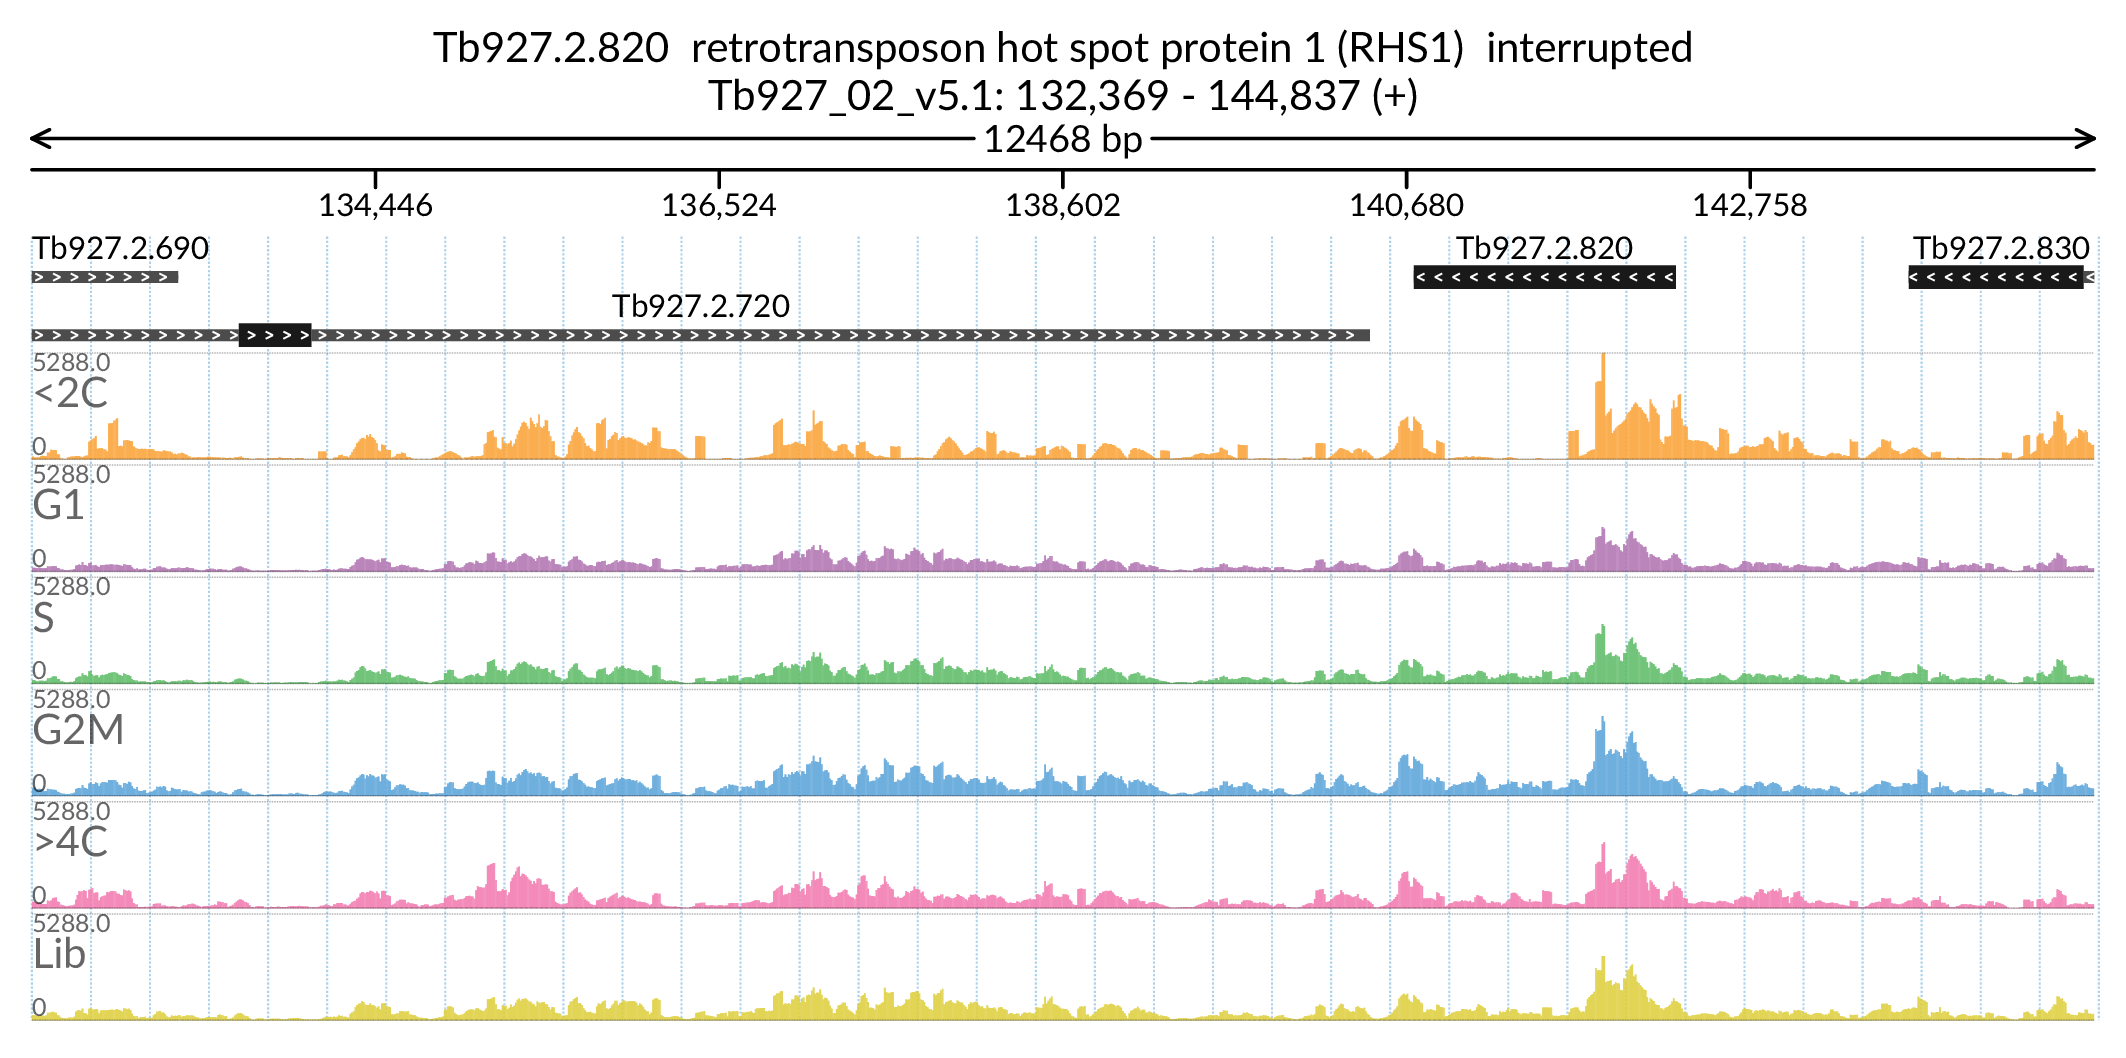 Tb927.2.820 retrotransposon hot spot protein 1 (RHS1) interrupted
Tb927_02_v5.1: 132,369 - 144,837 (+)
12468 bp
134,446 136,524 138,602 140,680 142,758
Tb927.2.690 Tb927.2.820 Tb927.2.830
Tb927.2.720
5288.0
<2C
0
5288.0
G1
0
5288.0
S
0
5288.0
G2M
0
5288.0
>4C
0
5288.0
Lib
0